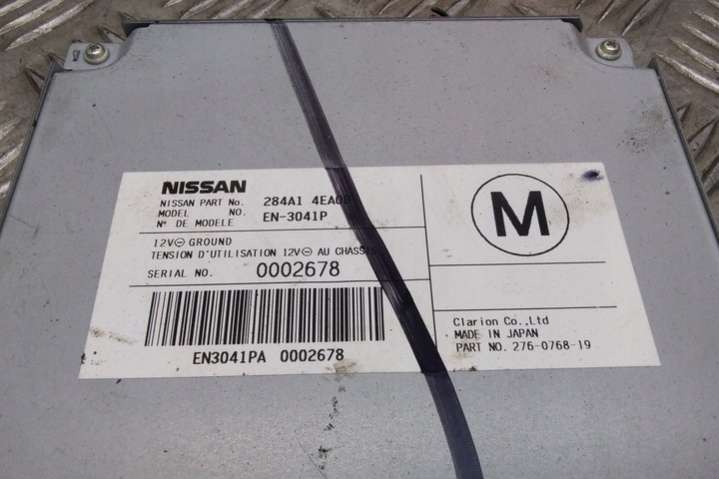 NISSAN
NISSAN PART No. 284A1
MODEL NO. EN-3041P
N° DE MODELE
12V⊖ GROUND
TENSION D'UTILISATION 12V⊖ AU CHASSIS
SERIAL NO. 0002678
EN3041PA 0002678
M
Clarion Co.,Ltd
MADE IN JAPAN
PART NO. 276-0768-19